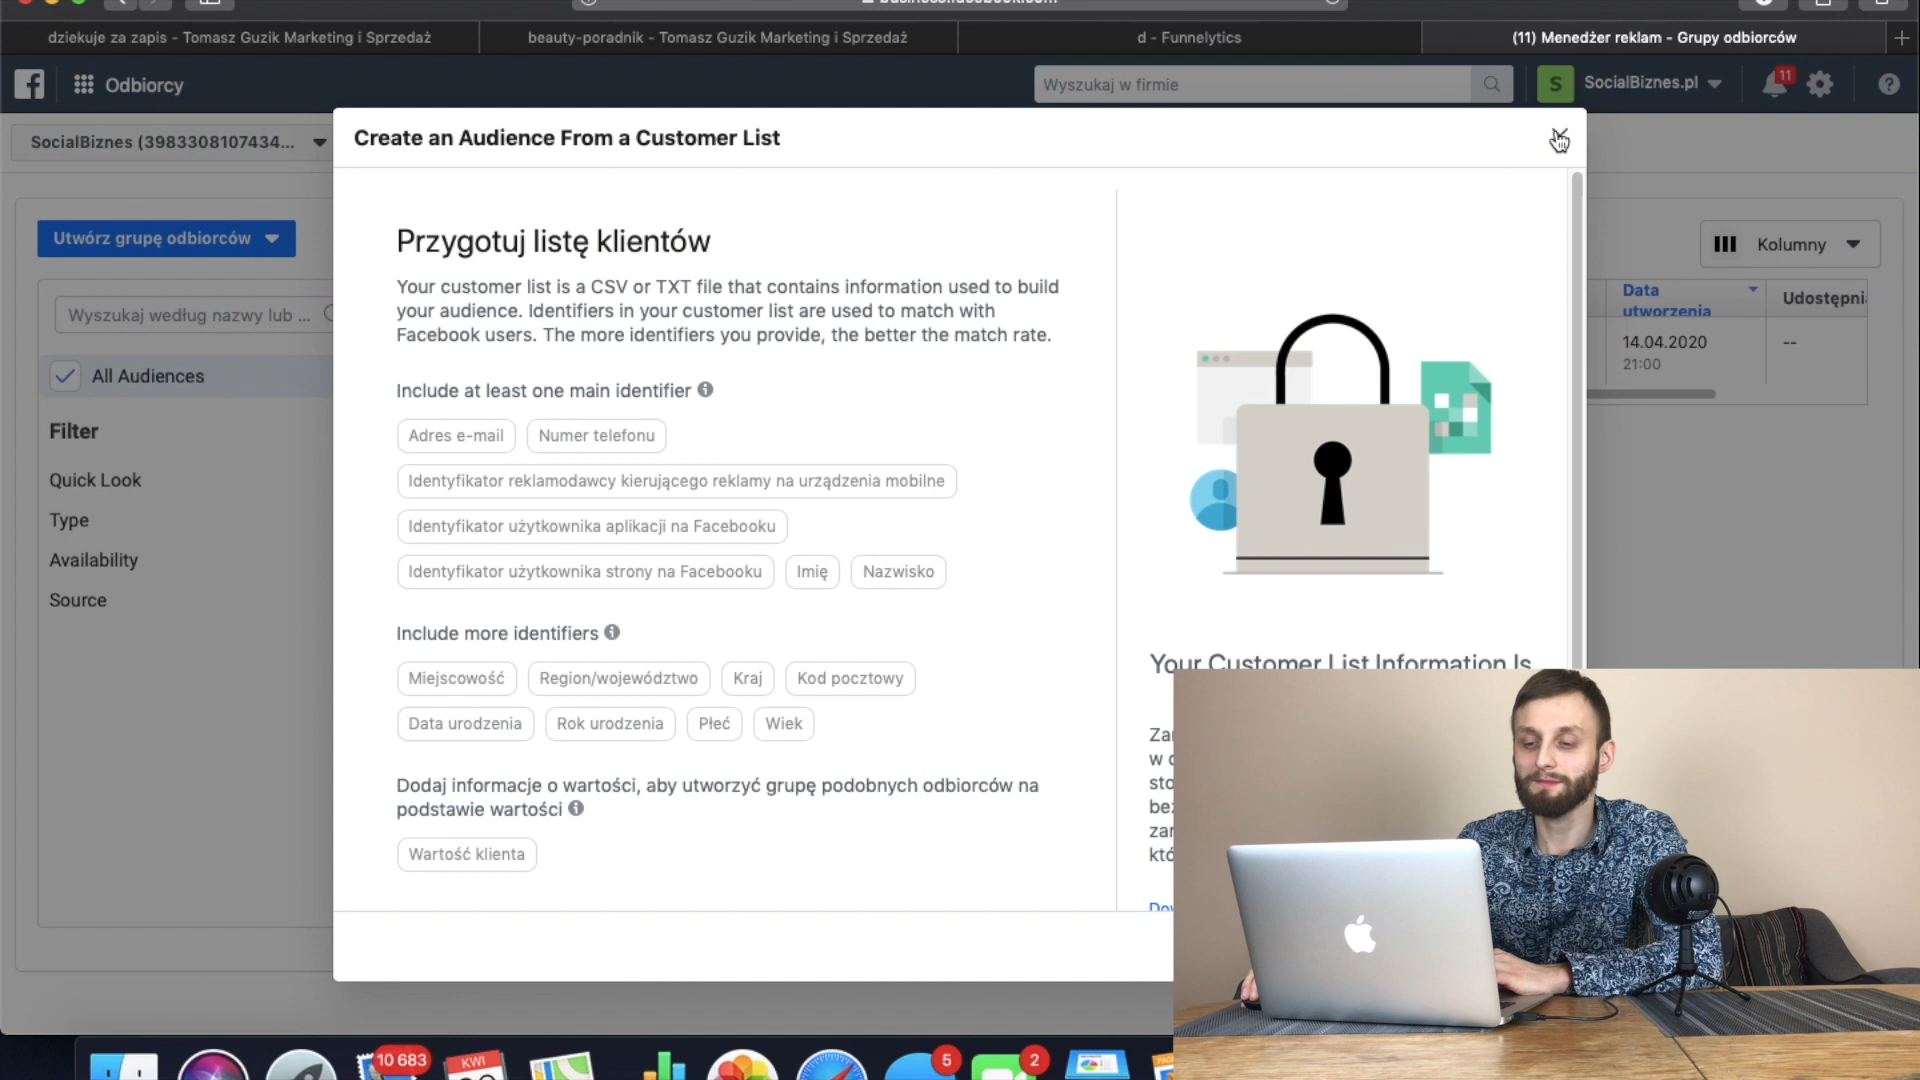 dziekuje za zapis - Tomasz Guzik Marketing i Sprzedaż
beauty-poradnik - Tomasz Guzik Marketing i Sprzedaż
d - Funnelytics
(11) Menedżer reklam - Grupy odbiorców
Odbiorcy
Wyszukaj w firmie
S
SocialBiznes.pl
11
SocialBiznes (3983308107434...
Create an Audience From a Customer List
Utwórz grupę odbiorców
Kolumny
Wyszukaj według nazwy lub ...
All Audiences
Filter
Quick Look
Type
Availability
Source
Data
utworzenia
14.04.2020
21:00
--
Przygotuj listę klientów
Your customer list is a CSV or TXT file that contains information used to build
your audience. Identifiers in your customer list are used to match with
Facebook users. The more identifiers you provide, the better the match rate.
Include at least one main identifier
Adres e-mail
Numer telefonu
Identyfikator reklamodawcy kierującego reklamy na urządzenia mobilne
Identyfikator użytkownika aplikacji na Facebooku
Identyfikator użytkownika strony na Facebooku
Imię
Nazwisko
Include more identifiers
Miejscowość
Region/województwo
Kraj
Kod pocztowy
Data urodzenia
Rok urodzenia
Płeć
Wiek
Dodaj informacje o wartości, aby utworzyć grupę podobnych odbiorców na
podstawie wartości
Wartość klienta
Your Customer List Information Is
10 683
KWI
5
2